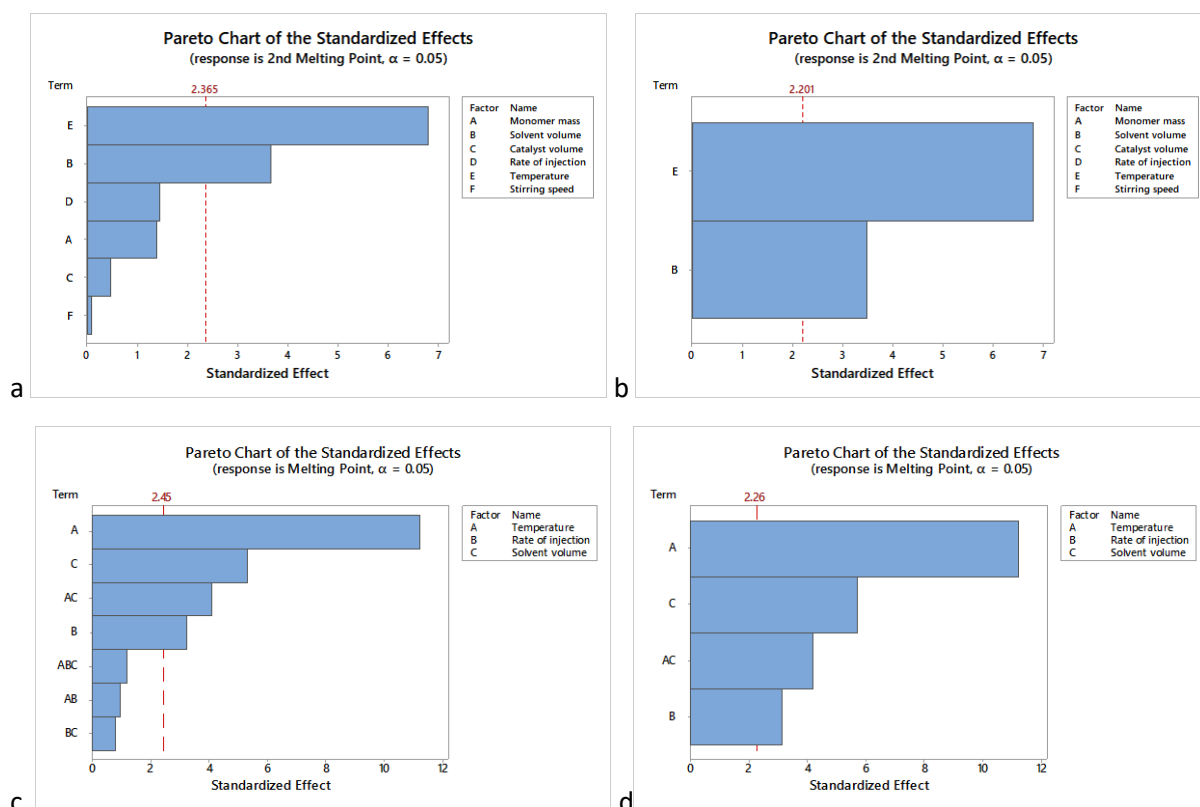 Pareto Chart of the Standardized Effects
(response is 2nd Melting Point, α = 0.05)
Term
2.365
Factor Name
A Monomer mass
B Solvent volume
C Catalyst volume
D Rate of injection
E Temperature
F Stirring speed
E
B
D
A
C
F
0 1 2 3 4 5 6 7
Standardized Effect
a
Pareto Chart of the Standardized Effects
(response is 2nd Melting Point, α = 0.05)
Term
2.201
Factor Name
A Monomer mass
B Solvent volume
C Catalyst volume
D Rate of injection
E Temperature
F Stirring speed
E
B
0 1 2 3 4 5 6 7
Standardized Effect
b
Pareto Chart of the Standardized Effects
(response is Melting Point, α = 0.05)
Term
2.45
Factor Name
A Temperature
B Rate of injection
C Solvent volume
A
C
AC
B
ABC
AB
BC
0 2 4 6 8 10 12
Standardized Effect
c
Pareto Chart of the Standardized Effects
(response is Melting Point, α = 0.05)
Term
2.26
Factor Name
A Temperature
B Rate of injection
C Solvent volume
A
C
AC
B
0 2 4 6 8 10 12
Standardized Effect
d